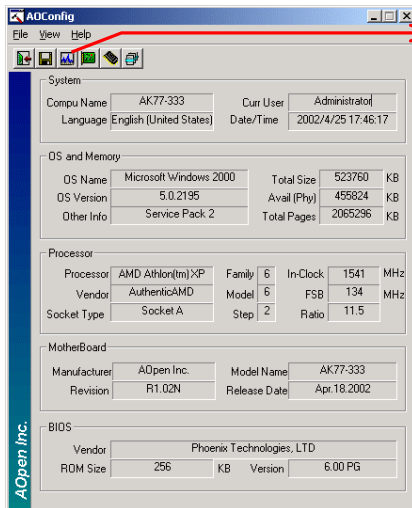 AOConfig
File View Help
System
Compu Name AK77-333 Curr User Administrator
Language English (United States) Date/Time 2002/4/25 17:46:17
OS and Memory
OS Name Microsoft Windows 2000 Total Size 523760 KB
OS Version 5.0.2195 Avail (Phy) 455824 KB
Other Info Service Pack 2 Total Pages 2065296 KB
Processor
Processor AMD Athlon(tm) XP Family 6 In-Clock 1541 MHz
Vendor AuthenticAMD Model 6 FSB 134 MHz
Socket Type Socket A Step 2 Ratio 11.5
MotherBoard
Manufacturer AOpen Inc. Model Name AK77-333
Revision R1.02N Release Date Apr.18.2002
BIOS
Vendor Phoenix Technologies, LTD
ROM Size 256 KB Version 6.00 PG
AOpen Inc.